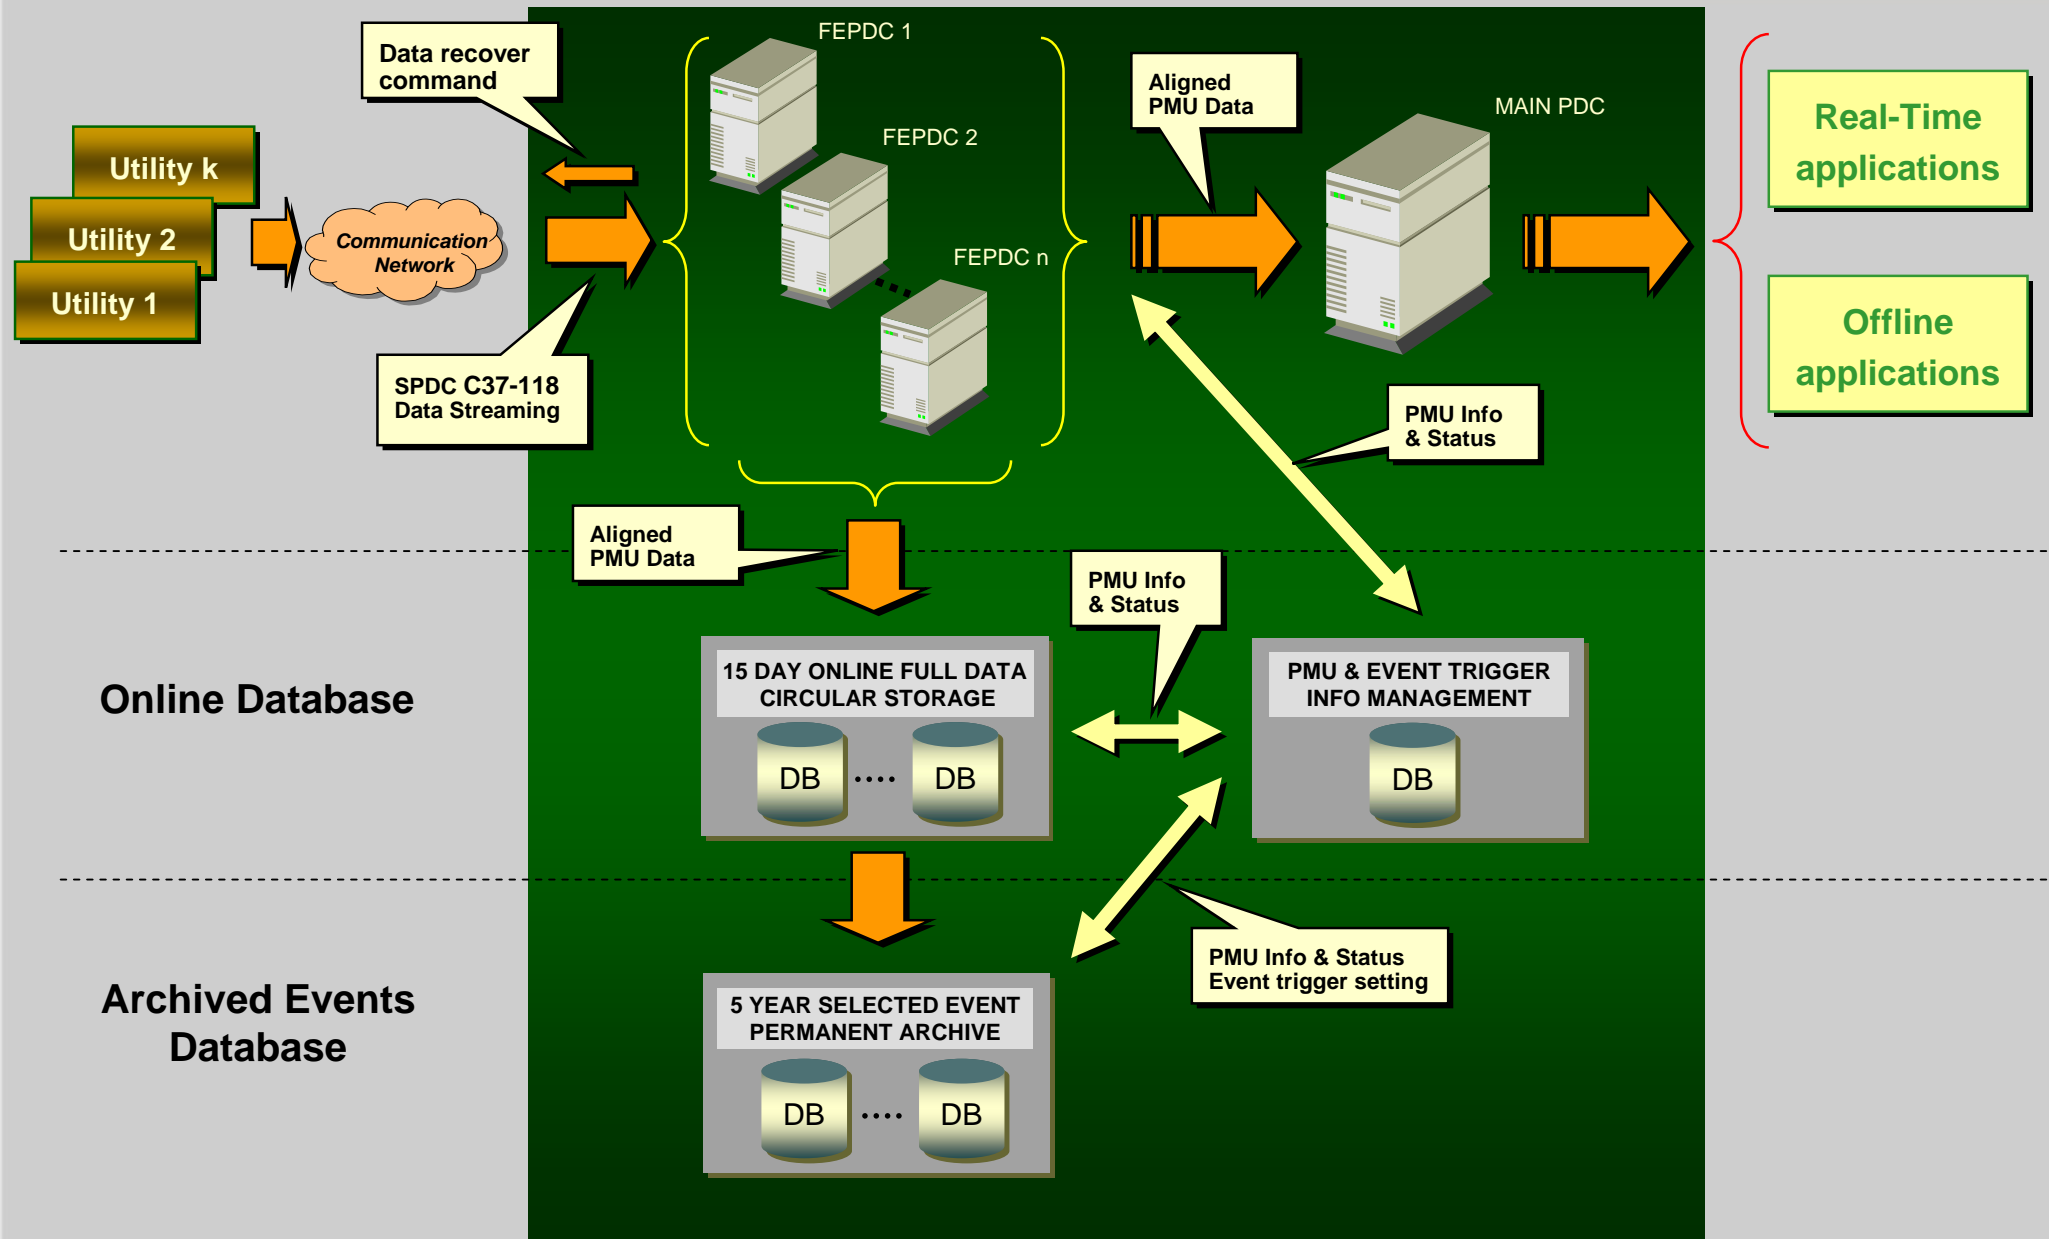 Data recover
command
FEPDC 1
FEPDC 2
FEPDC n
Aligned
PMU Data
MAIN PDC
Real-Time
applications
Offline
applications
Utility k
Utility 2
Utility 1
Communication
Network
SPDC C37-118
Data Streaming
PMU Info
& Status
Aligned
PMU Data
PMU Info
& Status
Online Database
15 DAY ONLINE FULL DATA
CIRCULAR STORAGE
DB .... DB
PMU & EVENT TRIGGER
INFO MANAGEMENT
DB
PMU Info & Status
Event trigger setting
Archived Events
Database
5 YEAR SELECTED EVENT
PERMANENT ARCHIVE
DB .... DB